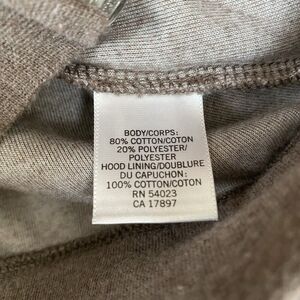 BODY/CORPS:
80% COTTON/COTON
20% POLYESTER/
POLYESTER
HOOD LINING/DOUBLURE
DU CAPUCHON:
100% COTTON/COTON
RN 54023
CA 17897